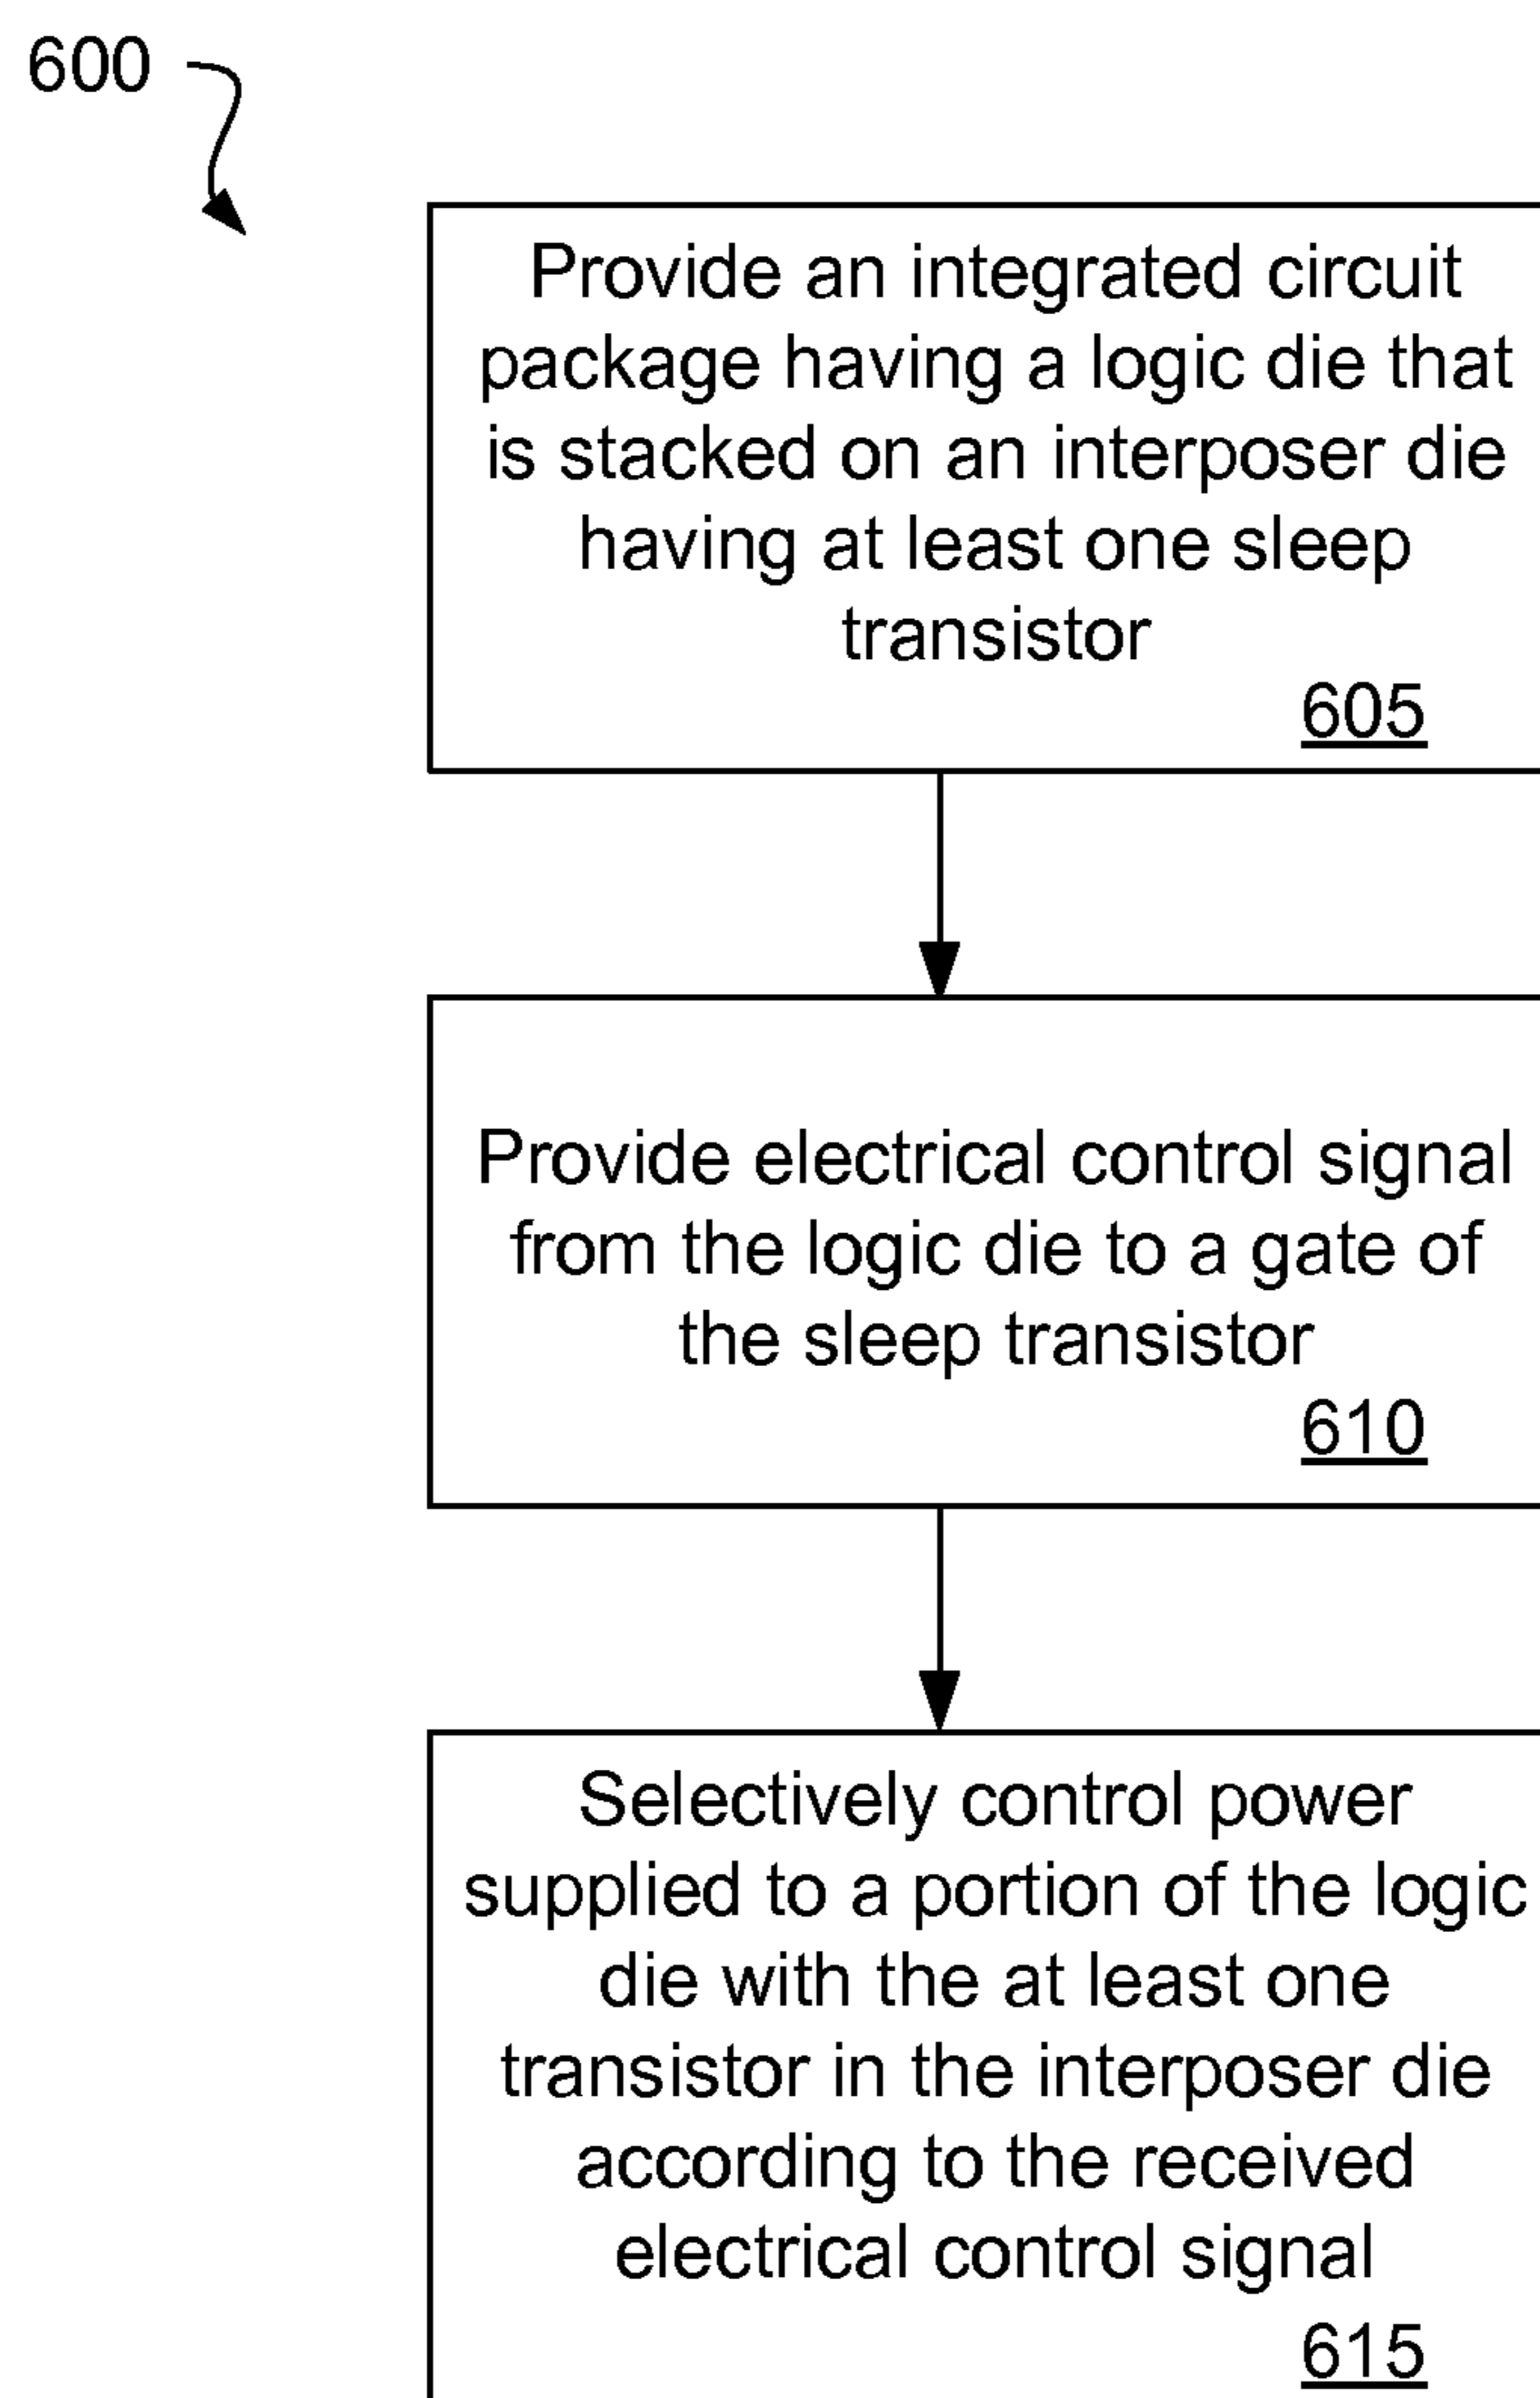 600
Provide an integrated circuit
package having a logic die that
is stacked on an interposer die
having at least one sleep
transistor
605
Provide electrical control signal
from the logic die to a gate of
the sleep transistor
610
Selectively control power
supplied to a portion of the logic
die with the at least one
transistor in the interposer die
according to the received
electrical control signal
615